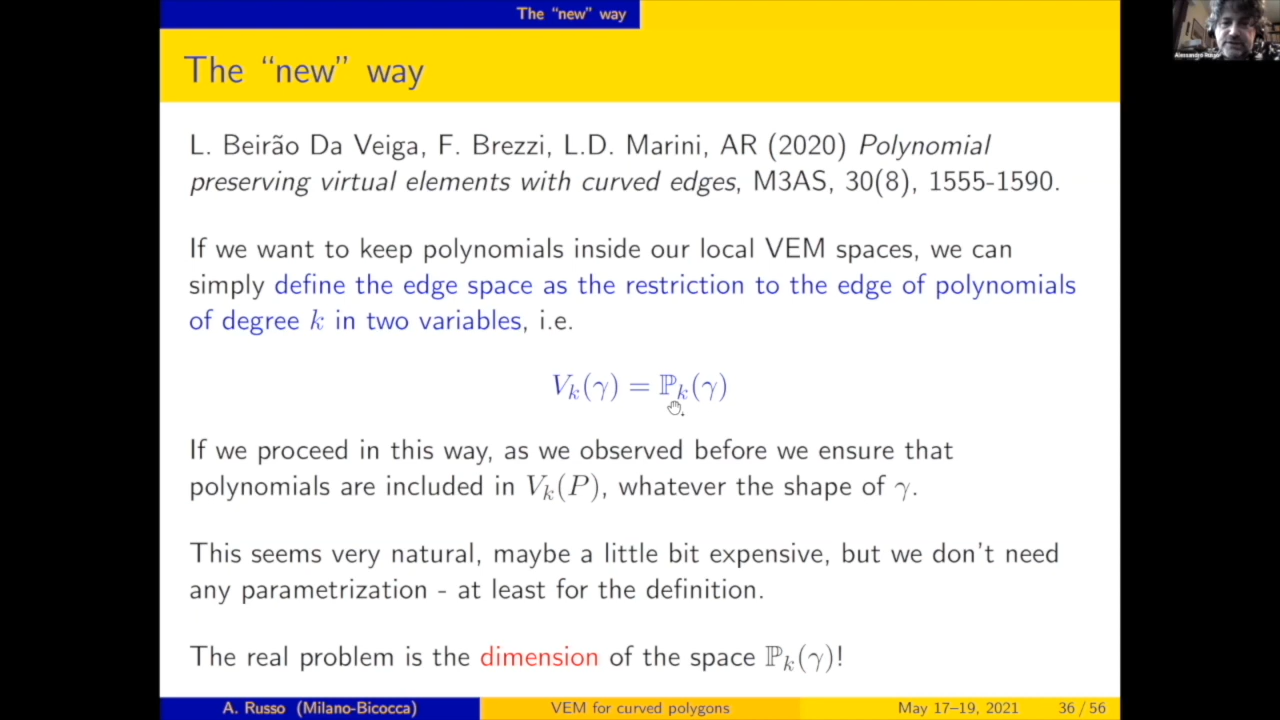 The “new” way
The “new” way
L. Beirão Da Veiga, F. Brezzi, L.D. Marini, AR (2020) Polynomial
preserving virtual elements with curved edges, M3AS, 30(8), 1555-1590.
If we want to keep polynomials inside our local VEM spaces, we can
simply define the edge space as the restriction to the edge of polynomials
of degree k in two variables, i.e.
Vₖ(γ) = ℙₖ(γ)
If we proceed in this way, as we observed before we ensure that
polynomials are included in Vₖ(P), whatever the shape of γ.
This seems very natural, maybe a little bit expensive, but we don't need
any parametrization - at least for the definition.
The real problem is the dimension of the space ℙₖ(γ)!
A. Russo (Milano-Bicocca) VEM for curved polygons May 17–19, 2021 36 / 56
Alessandro Russo